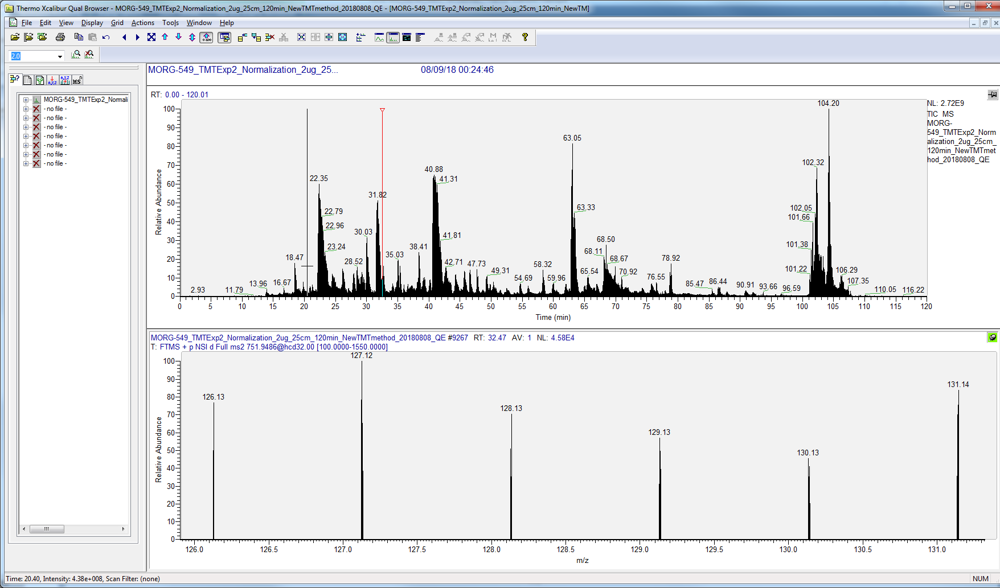 Thermo Xcalibur Qual Browser - MORG-549_TMTExp2_Normalization_2ug_25cm_120min_NewTMTmethod_20180808_QE - [MORG-549_TMTExp2_Normalization_2ug_25cm_120min_NewTM]
File Edit View Display Grid Actions Tools Window Help
2.0
MORG-549_TMTExp2_Normali
- no file -
- no file -
- no file -
- no file -
- no file -
- no file -
- no file -
MORG-549_TMTExp2_Normalization_2ug_25... 08/09/18 00:24:46
RT: 0.00 - 120.01
NL: 2.72E9
TIC MS
MORG-
549_TMTExp2_Norm
alization_2ug_25cm_
120min_NewTMTmet
hod_20180808_QE
Relative Abundance
100
90
80
70
60
50
40
30
20
10
0
2.93
11.79
13.96
16.67
18.47
22.35
22.79
22.96
23.24
28.52
30.03
31.82
35.03
38.41
40.88
41.31
41.81
42.71
47.73
49.31
54.69
58.32
59.96
63.05
63.33
65.54
68.11
68.50
68.67
70.92
76.55
78.92
85.47
86.44
90.91
93.66
96.59
101.22
101.38
101.66
102.05
102.32
104.20
106.29
107.35
110.05
116.22
0 5 10 15 20 25 30 35 40 45 50 55 60 65 70 75 80 85 90 95 100 105 110 115 120
Time (min)
MORG-549_TMTExp2_Normalization_2ug_25cm_120min_NewTMTmethod_20180808_QE #9267 RT: 32.47 AV: 1 NL: 4.58E4
T: FTMS + p NSI d Full ms2 751.9486@hcd32.00 [100.0000-1550.0000]
Relative Abundance
100
90
80
70
60
50
40
30
20
10
0
126.13
127.12
128.13
129.13
130.13
131.14
126.0 126.5 127.0 127.5 128.0 128.5 129.0 129.5 130.0 130.5 131.0
m/z
Time: 20.40, Intensity: 4.38e+008, Scan Filter: (none)
NUM